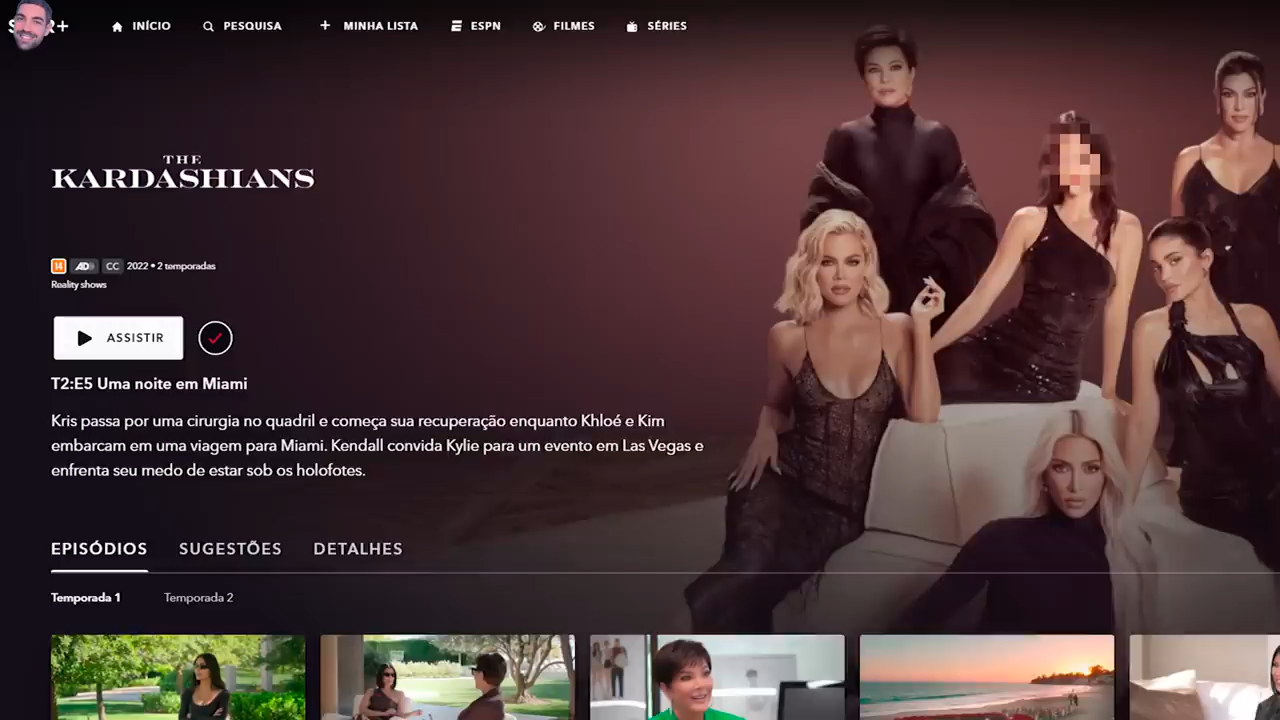 INÍCIO
PESQUISA
MINHA LISTA
ESPN
FILMES
SÉRIES
THE
KARDASHIANS
14 AD CC 2022 • 2 temporadas
Reality shows
ASSISTIR
T2:E5 Uma noite em Miami
Kris passa por uma cirurgia no quadril e começa sua recuperação enquanto Khloé e Kim
embarcam em uma viagem para Miami. Kendall convida Kylie para um evento em Las Vegas e
enfrenta seu medo de estar sob os holofotes.
EPISÓDIOS
SUGESTÕES
DETALHES
Temporada 1
Temporada 2